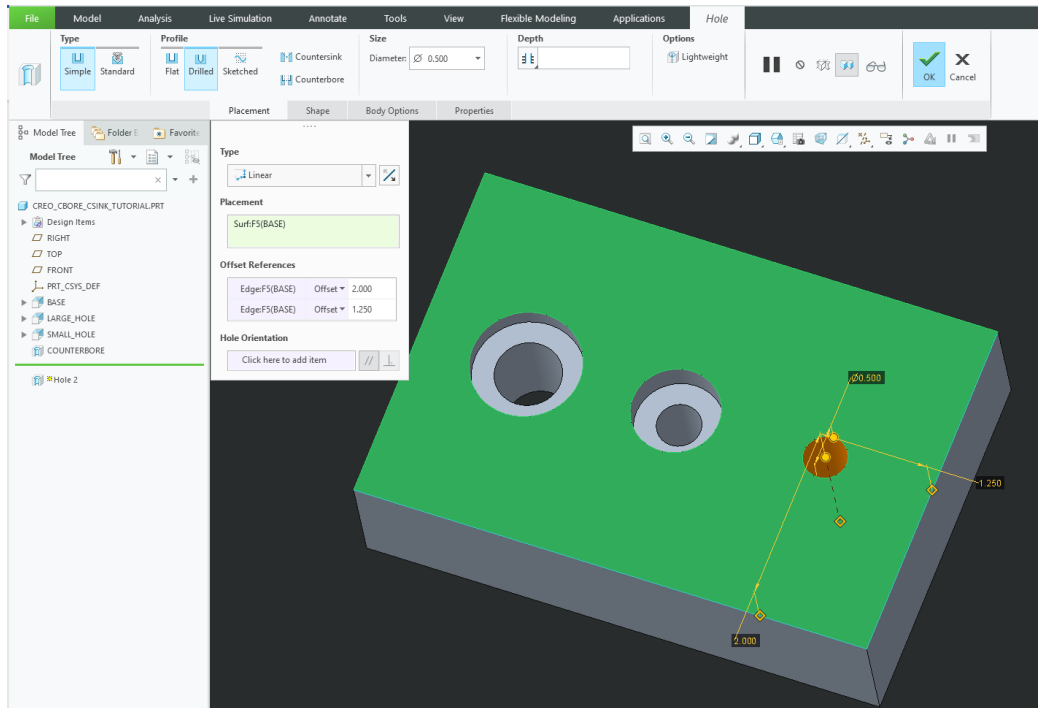 File Model Analysis Live Simulation Annotate Tools View Flexible Modeling Applications Hole
Type Profile Size Depth Options
Simple Standard Flat Drilled Sketched Countersink Diameter: Ø 0.500 Lightweight OK Cancel
Counterbore
Placement Shape Body Options Properties
Model Tree Folder Favorite
Model Tree
CREO_CBORE_CSINK_TUTORIAL.PRT
Design Items
RIGHT
TOP
FRONT
PRT_CSYS_DEF
BASE
LARGE_HOLE
SMALL_HOLE
COUNTERBORE
Hole 2
Type
Linear
Placement
Surf:F5(BASE)
Offset References
Edge:F5(BASE) Offset 2.000
Edge:F5(BASE) Offset 1.250
Hole Orientation
Click here to add item
Ø0.500
1.250
2.000